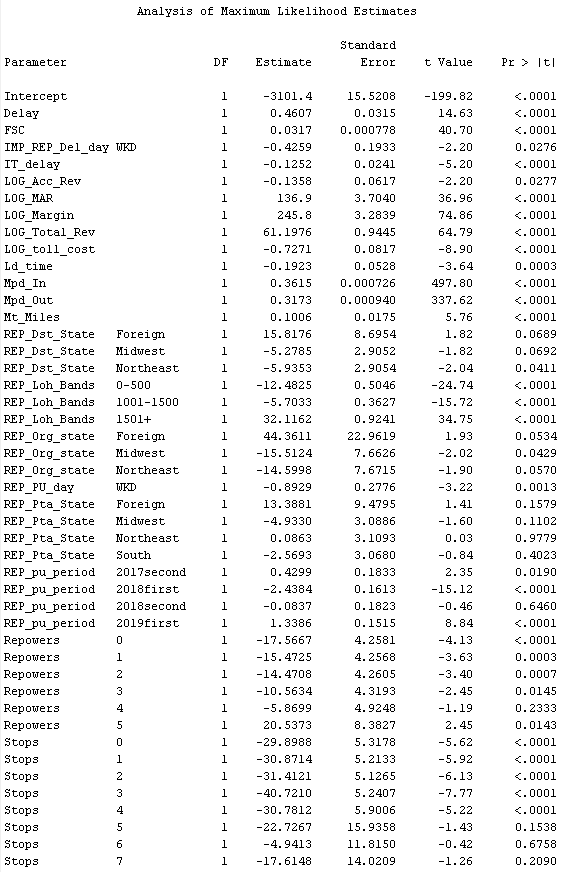 Analysis of Maximum Likelihood Estimates
Standard
Parameter DF Estimate Error t Value Pr > |t|
Intercept 1 -3101.4 15.5208 -199.82 <.0001
Delay 1 0.4607 0.0315 14.63 <.0001
FSC 1 0.0317 0.000778 40.70 <.0001
IMP_REP_Del_day WKD 1 -0.4259 0.1933 -2.20 0.0276
IT_delay 1 -0.1252 0.0241 -5.20 <.0001
LOG_Acc_Rev 1 -0.1358 0.0617 -2.20 0.0277
LOG_MAR 1 136.9 3.7040 36.96 <.0001
LOG_Margin 1 245.8 3.2839 74.86 <.0001
LOG_Total_Rev 1 61.1976 0.9445 64.79 <.0001
LOG_toll_cost 1 -0.7271 0.0817 -8.90 <.0001
Ld_time 1 -0.1923 0.0528 -3.64 0.0003
Mpd_In 1 0.3615 0.000726 497.80 <.0001
Mpd_Out 1 0.3173 0.000940 337.62 <.0001
Mt_Miles 1 0.1006 0.0175 5.76 <.0001
REP_Dst_State Foreign 1 15.8176 8.6954 1.82 0.0689
REP_Dst_State Midwest 1 -5.2785 2.9052 -1.82 0.0692
REP_Dst_State Northeast 1 -5.9353 2.9054 -2.04 0.0411
REP_Loh_Bands 0-500 1 -12.4825 0.5046 -24.74 <.0001
REP_Loh_Bands 1001-1500 1 -5.7033 0.3627 -15.72 <.0001
REP_Loh_Bands 1501+ 1 32.1162 0.9241 34.75 <.0001
REP_Org_state Foreign 1 44.3611 22.9619 1.93 0.0534
REP_Org_state Midwest 1 -15.5124 7.6626 -2.02 0.0429
REP_Org_state Northeast 1 -14.5998 7.6715 -1.90 0.0570
REP_PU_day WKD 1 -0.8929 0.2776 -3.22 0.0013
REP_Pta_State Foreign 1 13.3881 9.4795 1.41 0.1579
REP_Pta_State Midwest 1 -4.9330 3.0886 -1.60 0.1102
REP_Pta_State Northeast 1 0.0863 3.1093 0.03 0.9779
REP_Pta_State South 1 -2.5693 3.0680 -0.84 0.4023
REP_pu_period 2017second 1 0.4299 0.1833 2.35 0.0190
REP_pu_period 2018first 1 -2.4384 0.1613 -15.12 <.0001
REP_pu_period 2018second 1 -0.0837 0.1823 -0.46 0.6460
REP_pu_period 2019first 1 1.3386 0.1515 8.84 <.0001
Repowers 0 1 -17.5667 4.2581 -4.13 <.0001
Repowers 1 1 -15.4725 4.2568 -3.63 0.0003
Repowers 2 1 -14.4708 4.2605 -3.40 0.0007
Repowers 3 1 -10.5634 4.3193 -2.45 0.0145
Repowers 4 1 -5.8699 4.9248 -1.19 0.2333
Repowers 5 1 20.5373 8.3827 2.45 0.0143
Stops 0 1 -29.8988 5.3178 -5.62 <.0001
Stops 1 1 -30.8714 5.2133 -5.92 <.0001
Stops 2 1 -31.4121 5.1265 -6.13 <.0001
Stops 3 1 -40.7210 5.2407 -7.77 <.0001
Stops 4 1 -30.7812 5.9006 -5.22 <.0001
Stops 5 1 -22.7267 15.9358 -1.43 0.1538
Stops 6 1 -4.9413 11.8150 -0.42 0.6758
Stops 7 1 -17.6148 14.0209 -1.26 0.2090